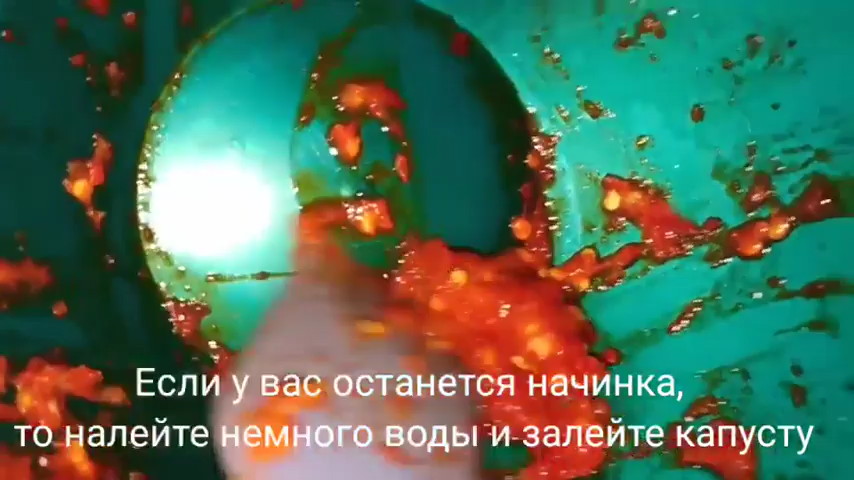 Если у вас останется начинка,
то налейте немного воды и залейте капусту